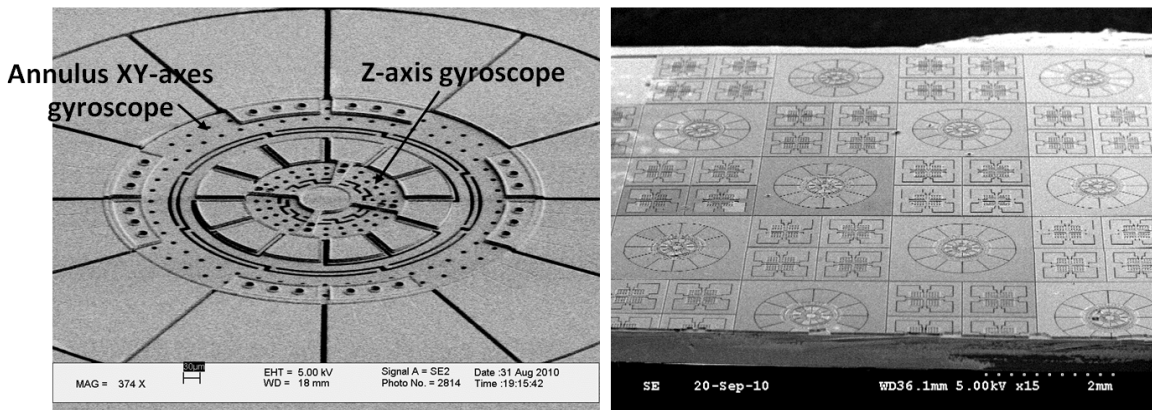 Annulus XY-axes
gyroscope
Z-axis gyroscope
30µm
MAG = 374 X
EHT = 5.00 kV
WD = 18 mm
Signal A = SE2
Photo No. = 2814
Date :31 Aug 2010
Time :19:15:42
SE 20-Sep-10 WD36.1mm 5.00kV x15 2mm